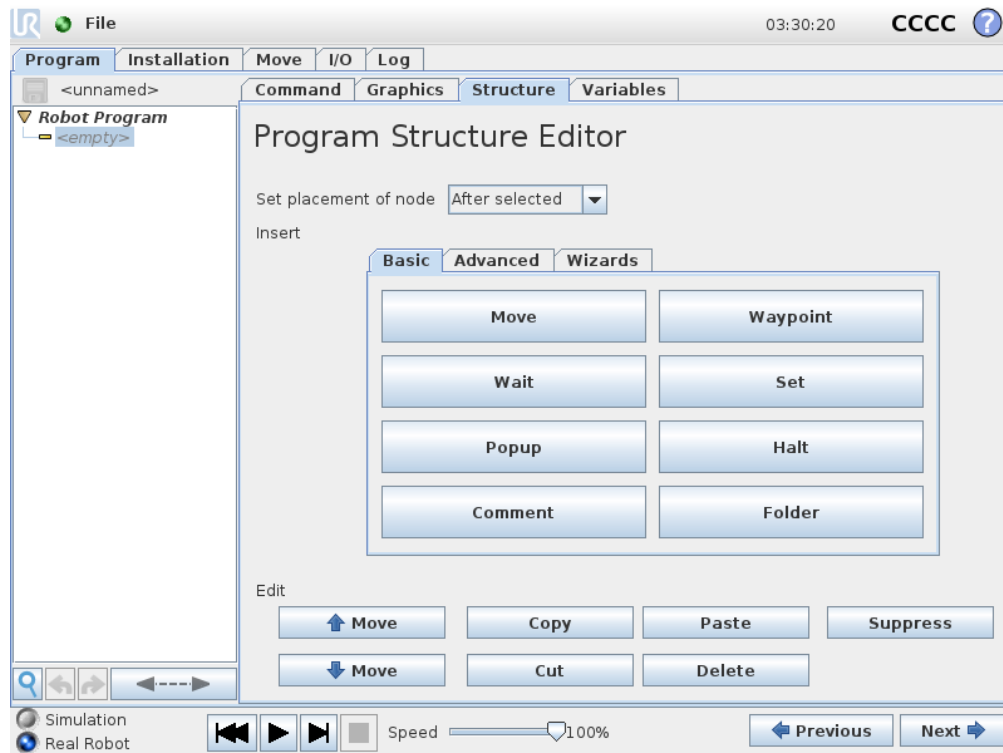 UR File 03:30:20 CCCC ?
Program Installation Move I/O Log
<unnamed> Command Graphics Structure Variables
Robot Program
<empty>
Program Structure Editor
Set placement of node After selected
Insert
Basic Advanced Wizards
Move Waypoint
Wait Set
Popup Halt
Comment Folder
Edit
Move Copy Paste Suppress
Move Cut Delete
Simulation
Real Robot
Speed 100% Previous Next